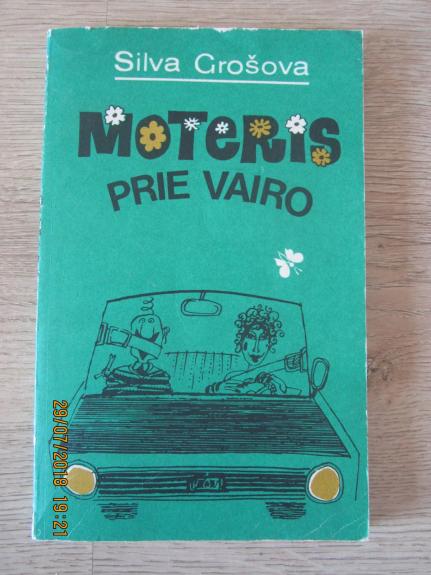 Silva Grošova
MOTERIS
PRIE VAIRO
29/07/2018 19:21